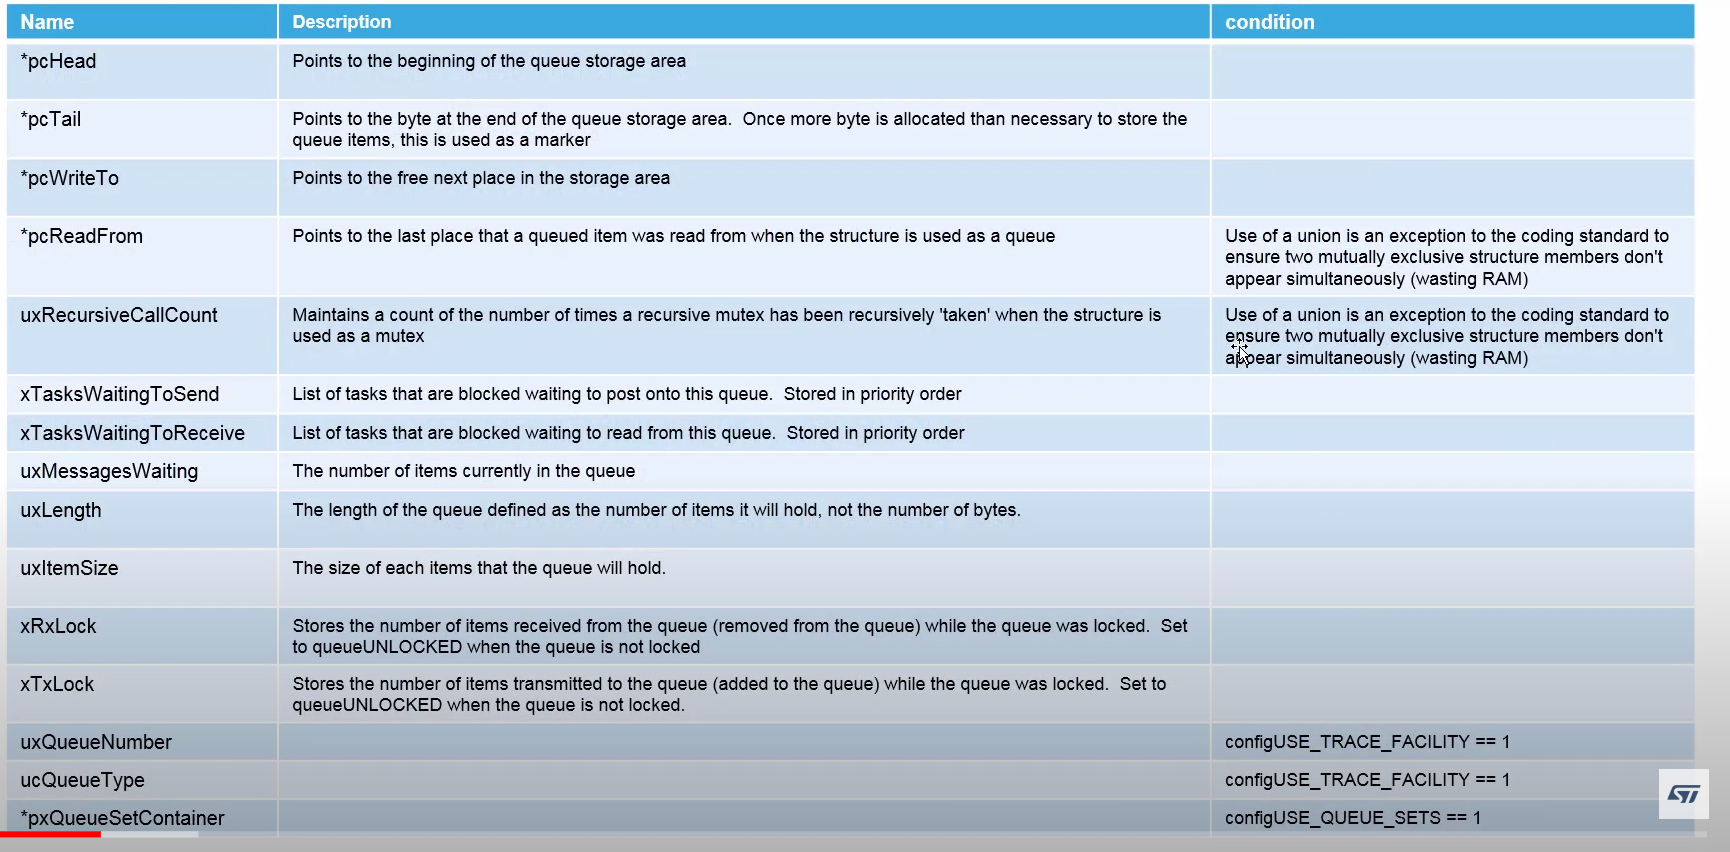 Name Description condition
*pcHead Points to the beginning of the queue storage area
*pcTail Points to the byte at the end of the queue storage area.  Once more byte is allocated than necessary to store the
queue items, this is used as a marker
*pcWriteTo Points to the free next place in the storage area
*pcReadFrom Points to the last place that a queued item was read from when the structure is used as a queue
Use of a union is an exception to the coding standard to
ensure two mutually exclusive structure members don't
appear simultaneously (wasting RAM)
uxRecursiveCallCount Maintains a count of the number of times a recursive mutex has been recursively 'taken' when the structure is
used as a mutex
Use of a union is an exception to the coding standard to
ensure two mutually exclusive structure members don't
appear simultaneously (wasting RAM)
xTasksWaitingToSend List of tasks that are blocked waiting to post onto this queue.  Stored in priority order
xTasksWaitingToReceive List of tasks that are blocked waiting to read from this queue.  Stored in priority order
uxMessagesWaiting The number of items currently in the queue
uxLength The length of the queue defined as the number of items it will hold, not the number of bytes.
uxItemSize The size of each items that the queue will hold.
xRxLock Stores the number of items received from the queue (removed from the queue) while the queue was locked.  Set
to queueUNLOCKED when the queue is not locked
xTxLock Stores the number of items transmitted to the queue (added to the queue) while the queue was locked.  Set to
queueUNLOCKED when the queue is not locked.
uxQueueNumber configUSE_TRACE_FACILITY == 1
ucQueueType configUSE_TRACE_FACILITY == 1
*pxQueueSetContainer configUSE_QUEUE_SETS == 1
ST